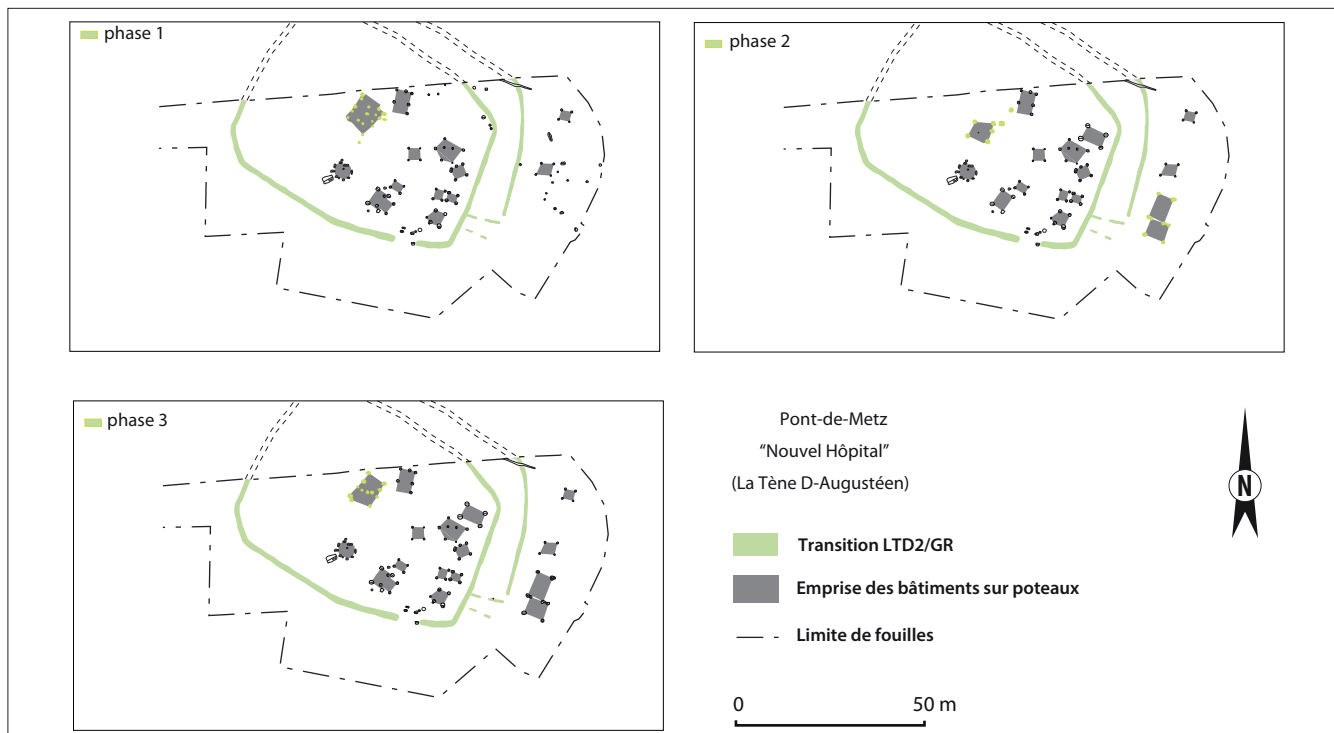 phase 1
phase 2
phase 3
Pont-de-Metz
“Nouvel Hôpital”
(La Tène D-Augustéen)
N
Transition LTD2/GR
Emprise des bâtiments sur poteaux
Limite de fouilles
0 50 m